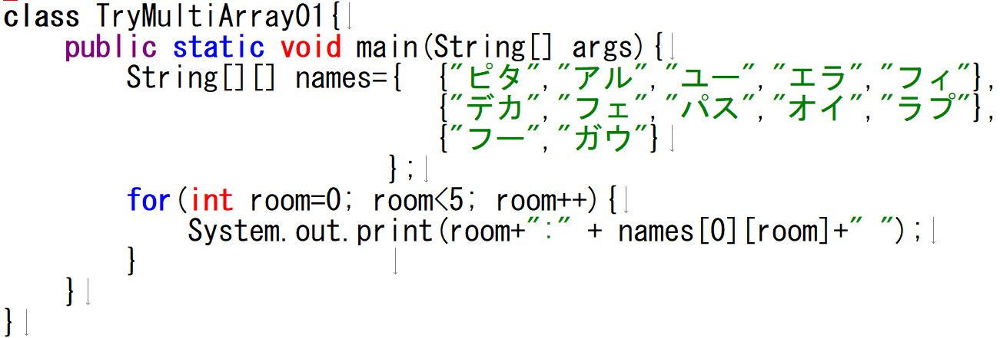 class TryMultiArray01{
    public static void main(String[] args){
        String[][] names={  {"ピタ","アル","ユー","エラ","フィ"},
                            {"デカ","フェ","パス","オイ","ラプ"},
                            {"フー","ガウ"}
                         };
        for(int room=0; room<5; room++){
            System.out.print(room+":" + names[0][room]+" ");
        }
    }
}